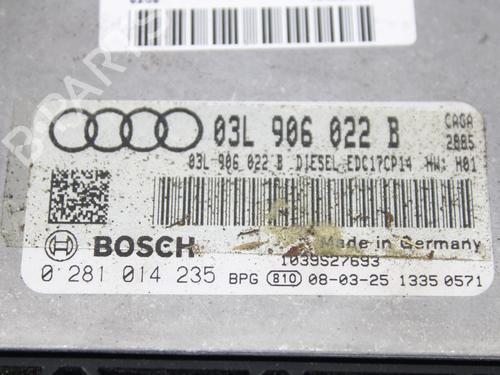 03L 906 022 B
CAGA
2885
03L 906 022 B DIESEL EDC17CP14 HW: H01
BOSCH
Made in Germany
1039S27693
0 281 014 235 BPG 810 08-03-25 1335 0571